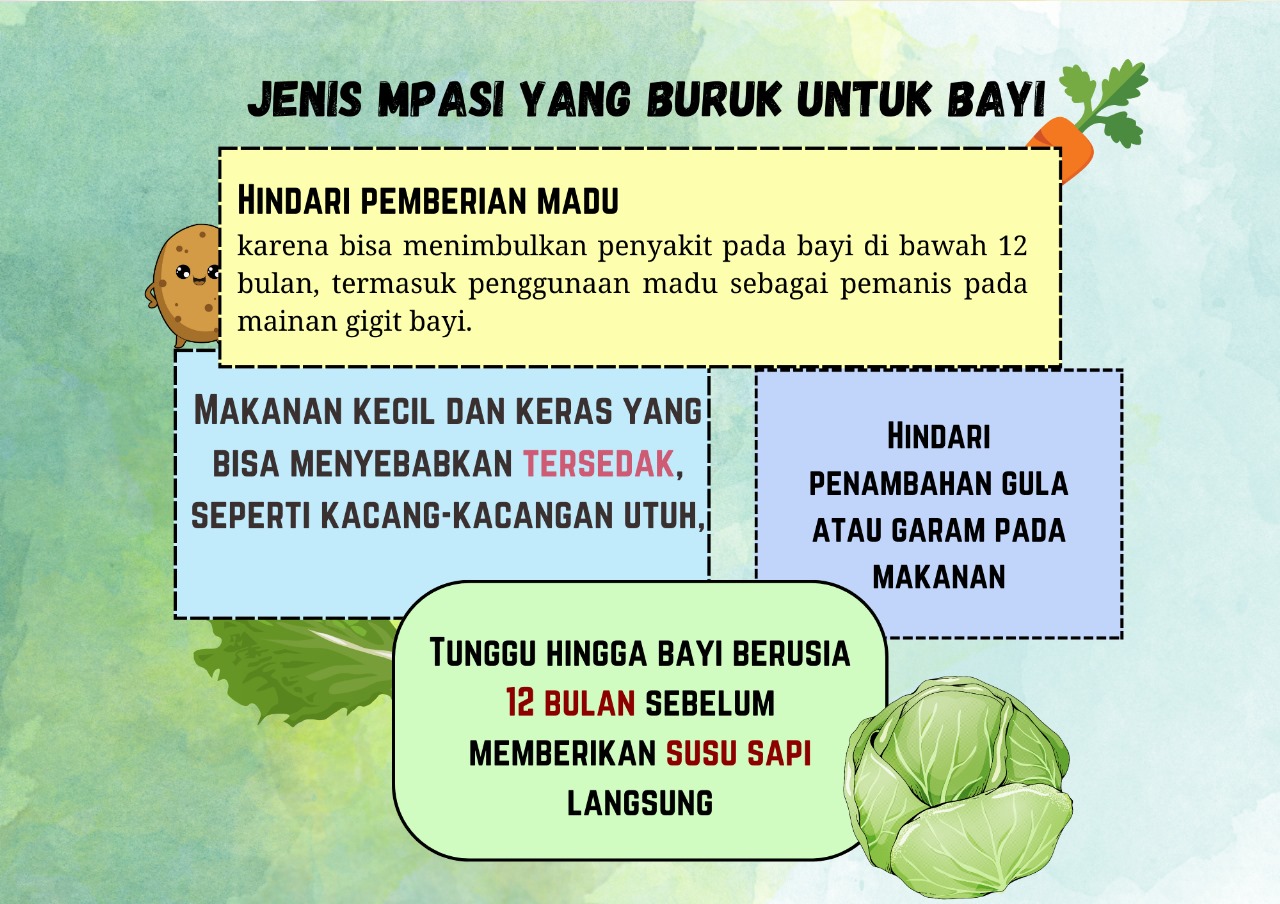 JENIS MPASI YANG BURUK UNTUK BAYI
HINDARI PEMBERIAN MADU
karena bisa menimbulkan penyakit pada bayi di bawah 12
bulan, termasuk penggunaan madu sebagai pemanis pada
mainan gigit bayi.
MAKANAN KECIL DAN KERAS YANG
BISA MENYEBABKAN TERSEDAK,
SEPERTI KACANG-KACANGAN UTUH,
HINDARI
PENAMBAHAN GULA
ATAU GARAM PADA
MAKANAN
TUNGGU HINGGA BAYI BERUSIA
12 BULAN SEBELUM
MEMBERIKAN SUSU SAPI
LANGSUNG